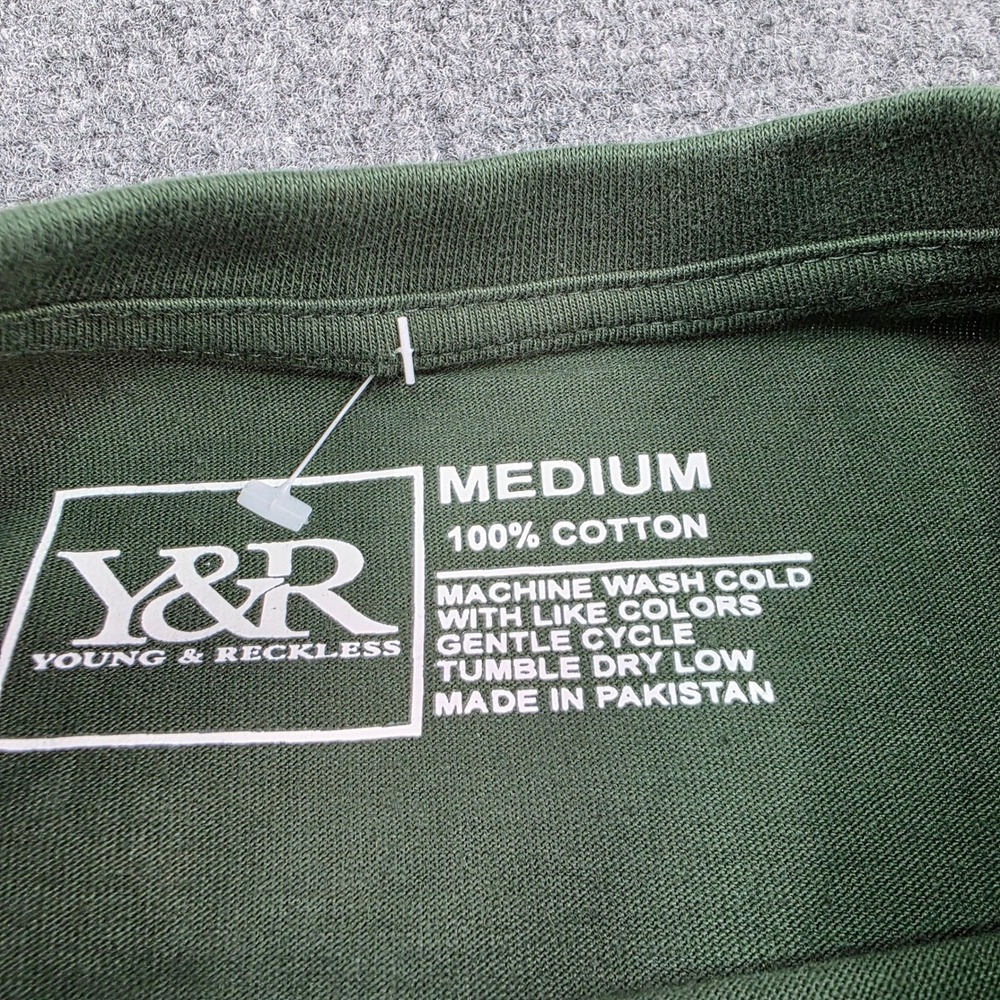 Y&R
YOUNG & RECKLESS
MEDIUM
100% COTTON
MACHINE WASH COLD
WITH LIKE COLORS
GENTLE CYCLE
TUMBLE DRY LOW
MADE IN PAKISTAN